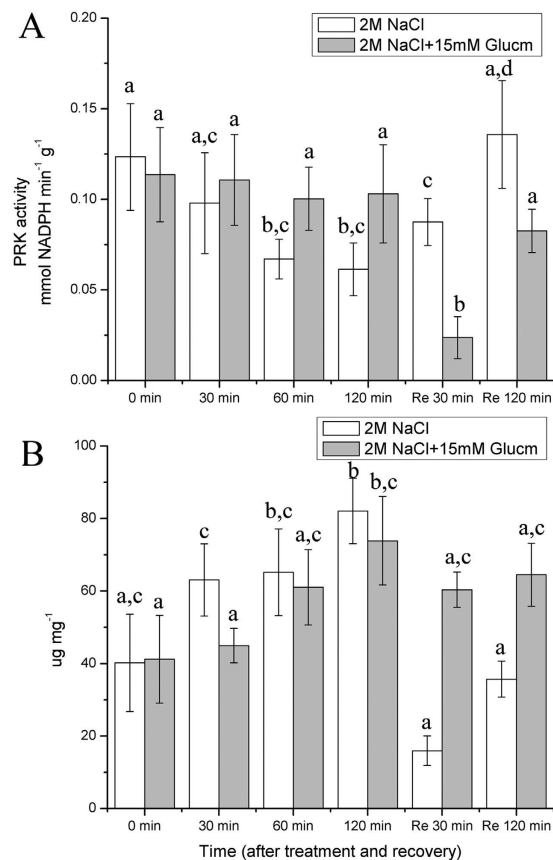 A
2M NaCl
2M NaCl+15mM Glucm
PRK activity
mmol NADPH min⁻¹ g⁻¹
0.20
0.15
0.10
0.05
0.00
a
a
a,c
a
b,c
a
b,c
a
c
b
a,d
a
0 min
30 min
60 min
120 min
Re 30 min
Re 120 min
B
2M NaCl
2M NaCl+15mM Glucm
ug mg⁻¹
100
80
60
40
20
0
a,c
a
c
a
b,c
a,c
b
b,c
a
a,c
a
a,c
0 min
30 min
60 min
120 min
Re 30 min
Re 120 min
Time (after treatment and recovery)